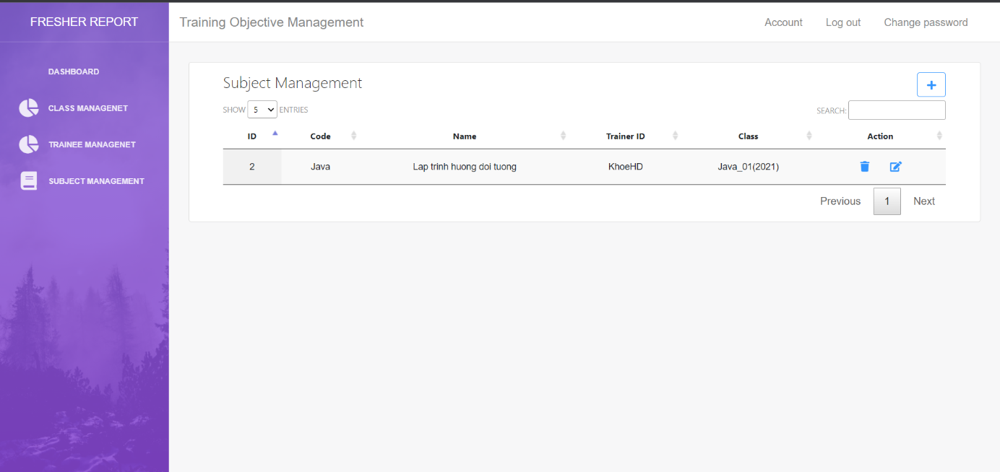 FRESHER REPORT
Training Objective Management
Account
Log out
Change password
DASHBOARD
CLASS MANAGENET
TRAINEE MANAGENET
SUBJECT MANAGEMENT
Subject Management
+
SHOW 5 ENTRIES
SEARCH:
ID Code Name Trainer ID Class Action
2 Java Lap trinh huong doi tuong KhoeHD Java_01(2021)
Previous 1 Next